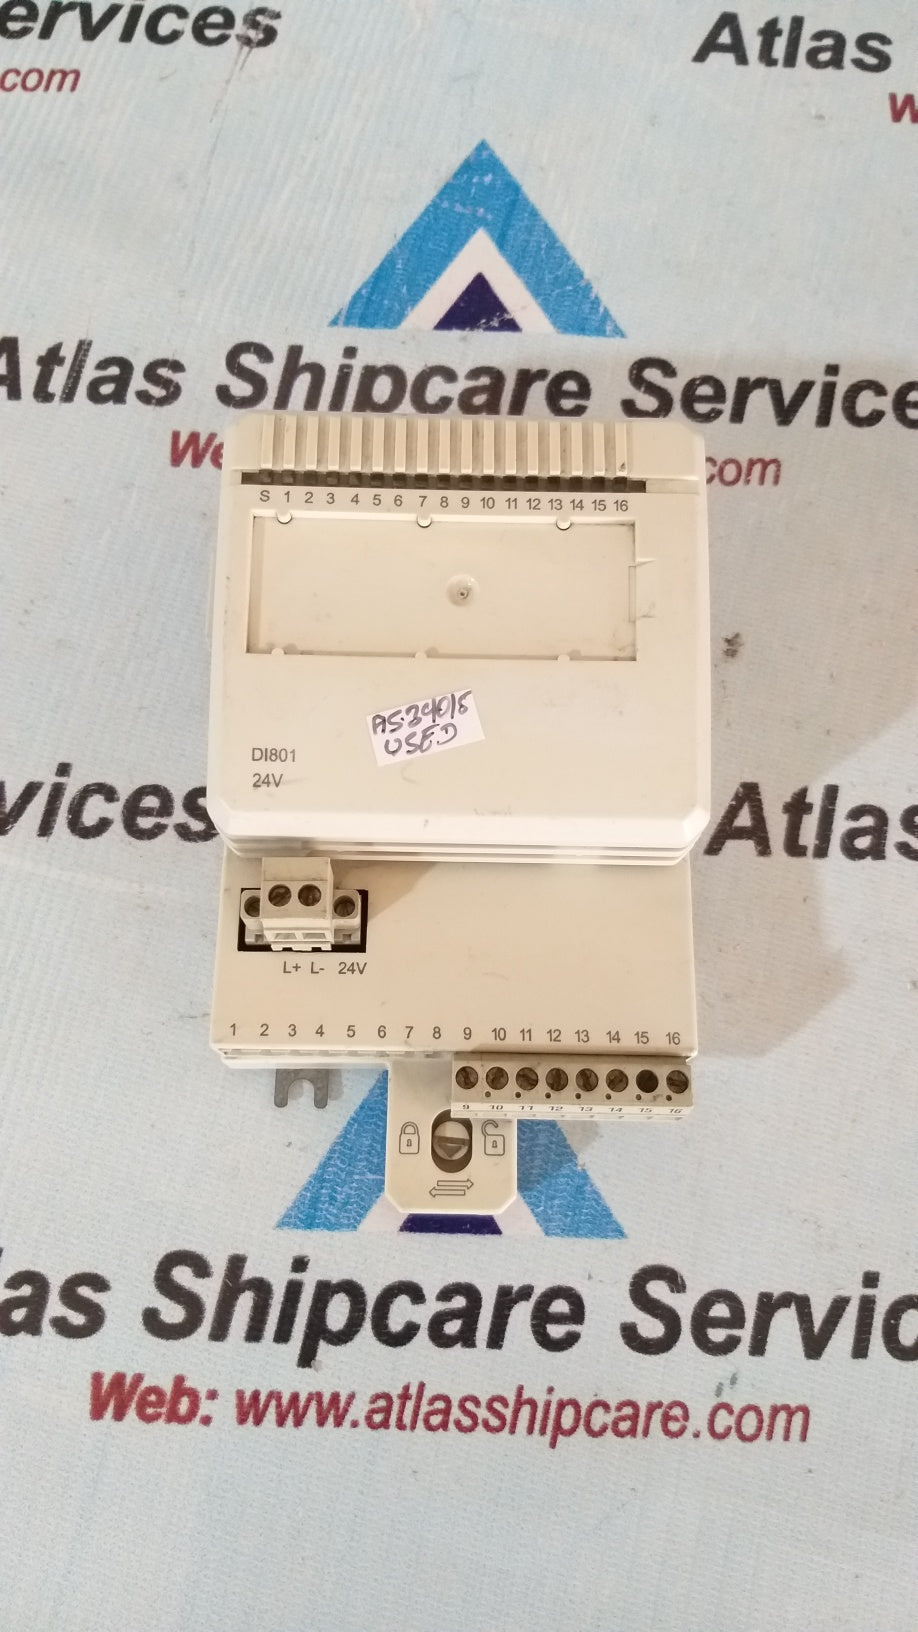 ervices
com
Atlas
W
Atlas Shipcare Service
We
com
S 1 2 3 4 5 6 7 8 9 10 11 12 13 14 15 16
AS.34018
USED
DI801
24V
vices
Atlas
L+ L- 24V
1 2 3 4 5 6 7 8 9 10 11 12 13 14 15 16
9 10 11 12 13 14 15 16
as Shipcare Servic
Web: www.atlasshipcare.com